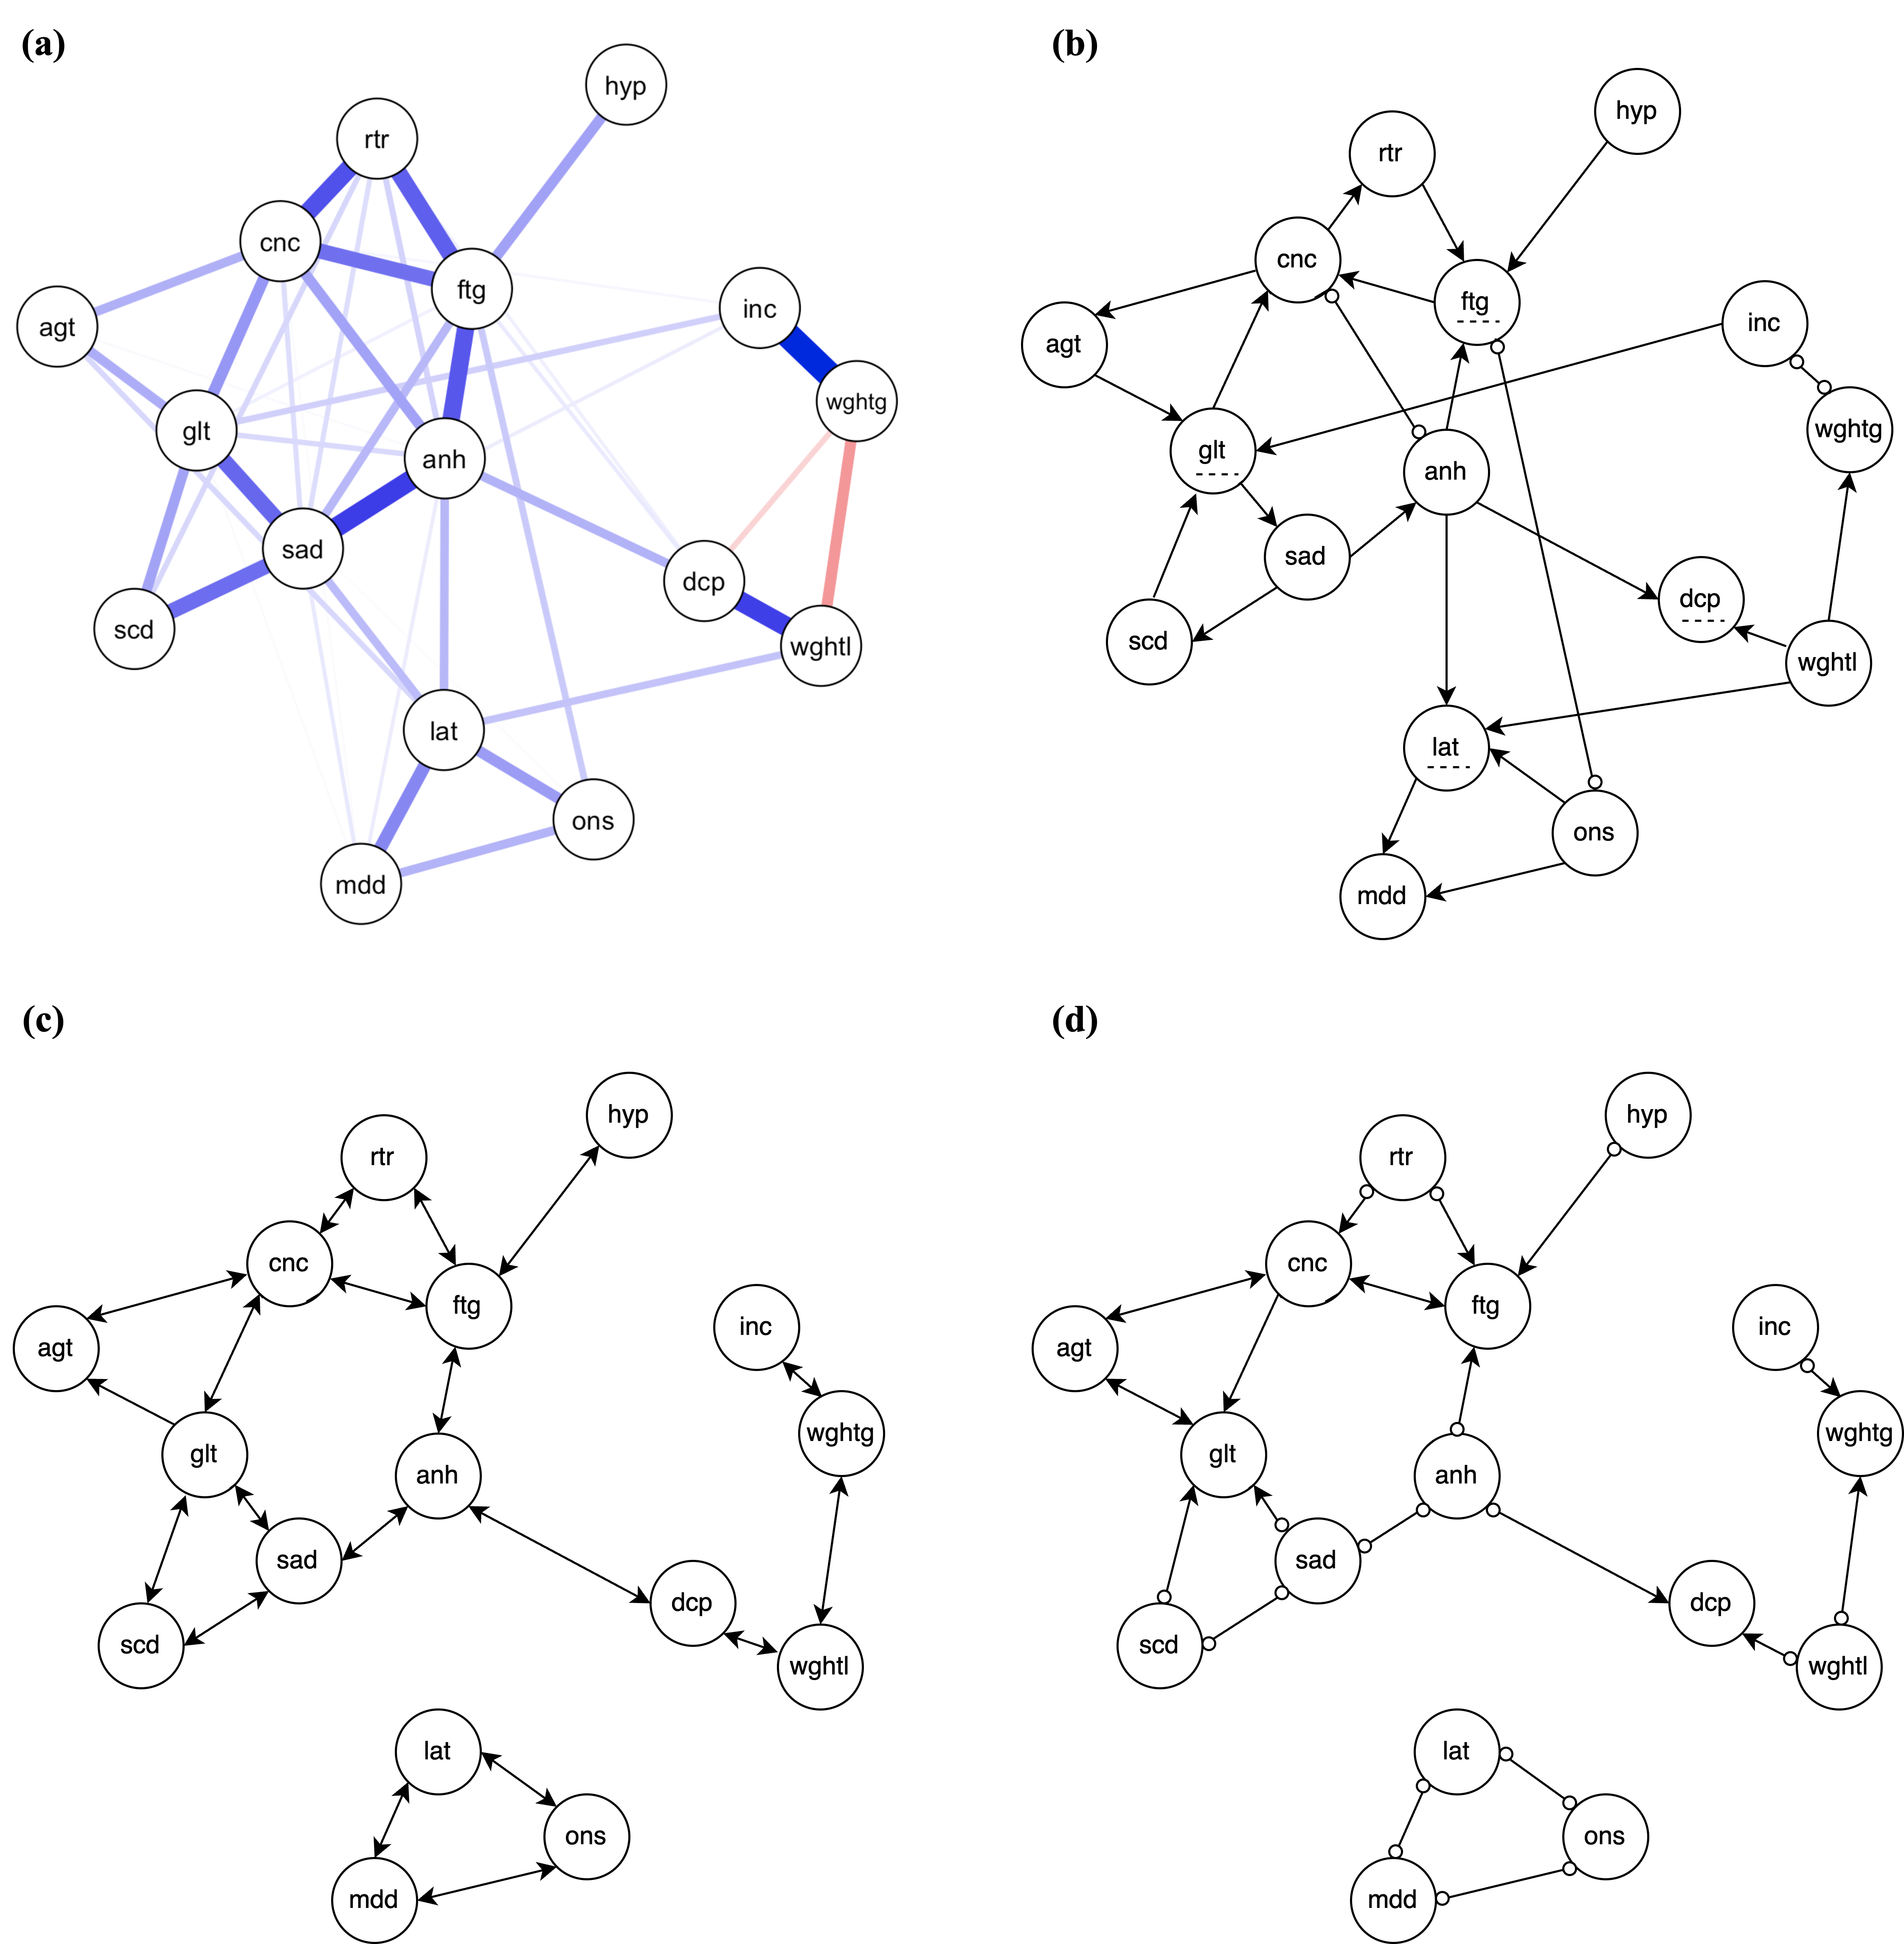 (a)
hyp
rtr
cnc
ftg
inc
agt
wghtg
glt
anh
sad
dcp
scd
wghtl
lat
ons
mdd
(b)
hyp
rtr
cnc
ftg
inc
agt
wghtg
glt
anh
sad
dcp
scd
wghtl
lat
ons
mdd
(c)
hyp
rtr
cnc
ftg
inc
agt
wghtg
glt
anh
sad
dcp
scd
wghtl
lat
ons
mdd
(d)
hyp
rtr
cnc
ftg
inc
agt
wghtg
glt
anh
sad
dcp
scd
wghtl
lat
ons
mdd